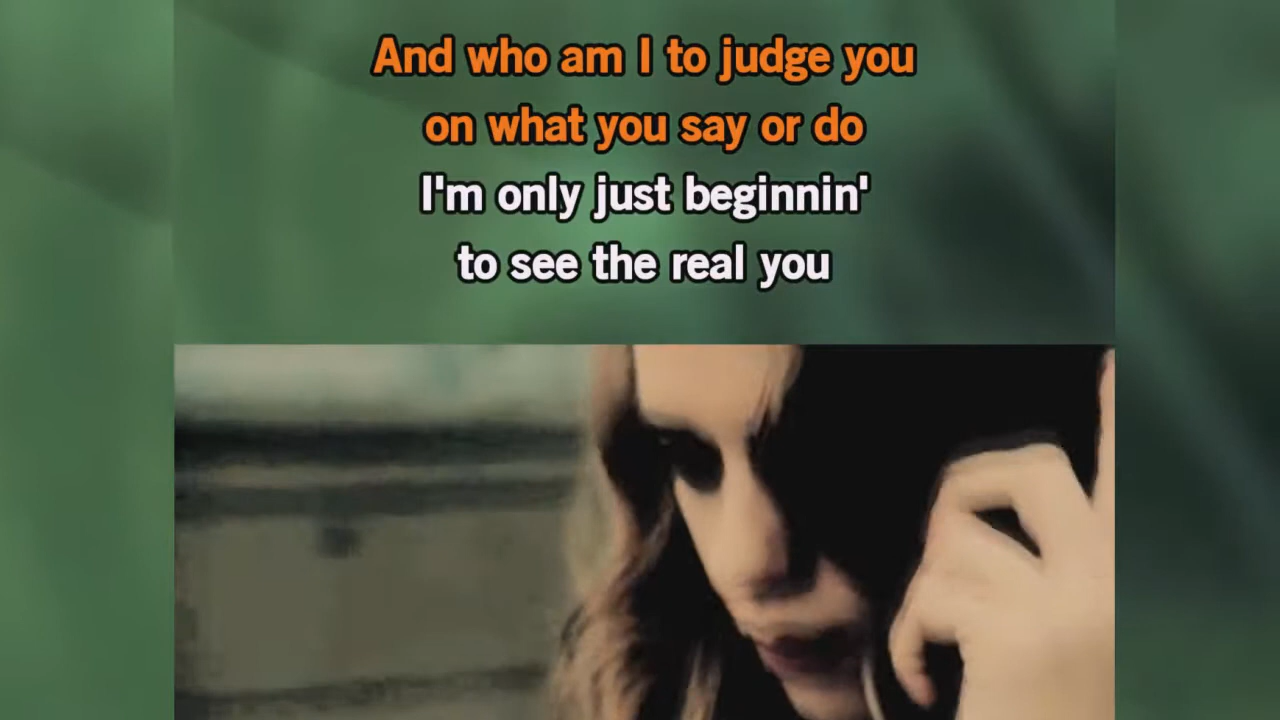 And who am I to judge you
on what you say or do
I'm only just beginnin'
to see the real you